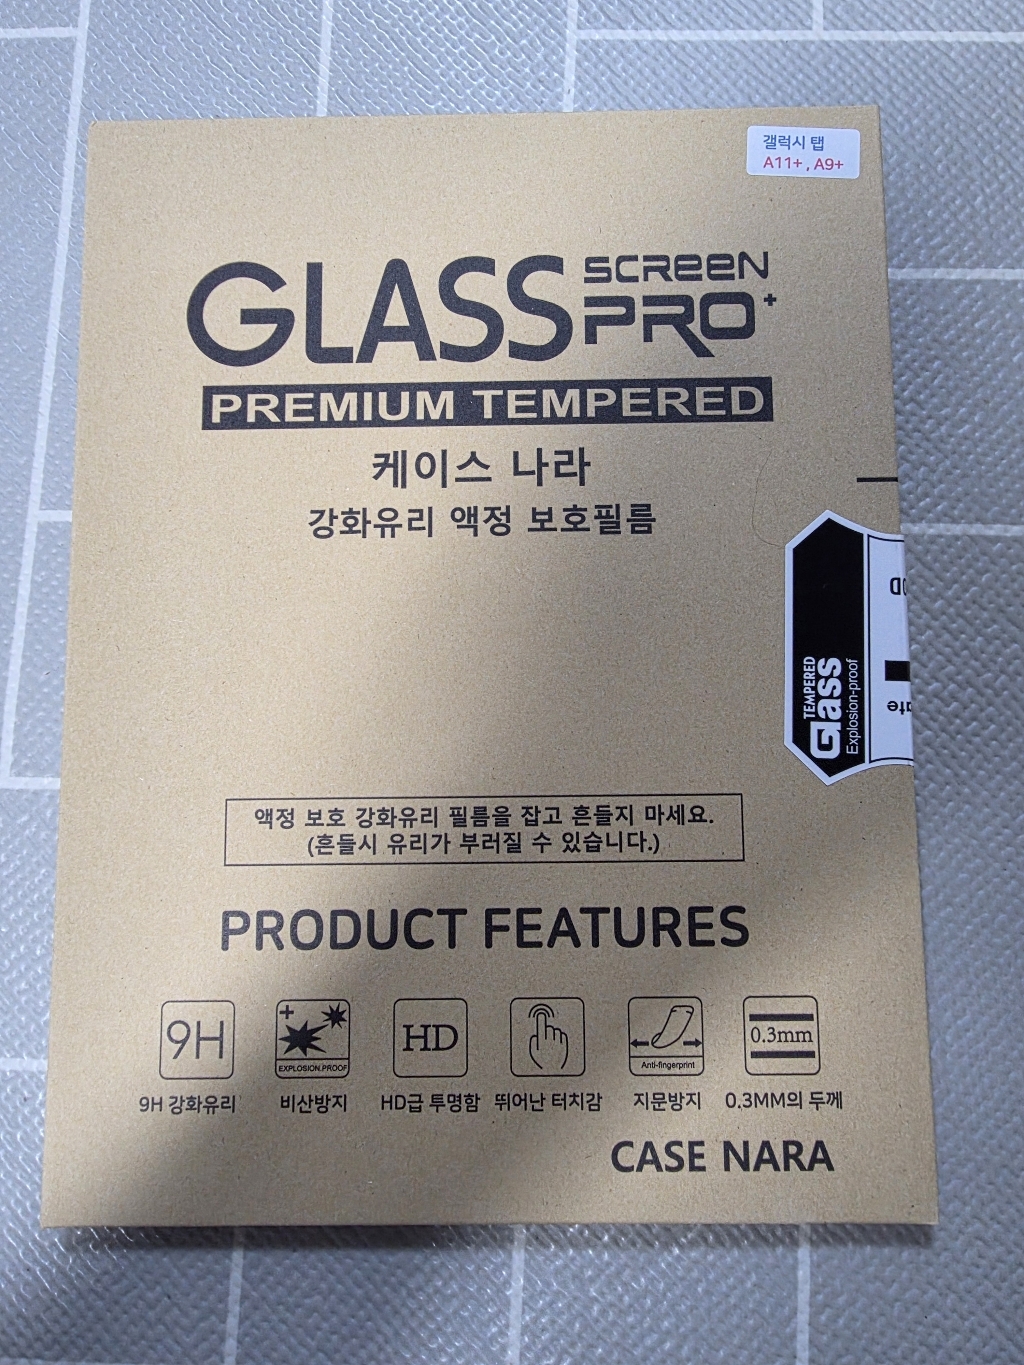 갤럭시 탭
A11+, A9+
GLASS SCREEN PRO+
PREMIUM TEMPERED
케이스 나라
강화유리 액정 보호필름
TEMPERED
Glass
Explosion-proof
액정 보호 강화유리 필름을 잡고 흔들지 마세요.
(흔들시 유리가 부러질 수 있습니다.)
PRODUCT FEATURES
9H
EXPLOSION.PROOF
HD
Anti-fingerprint
0.3mm
9H 강화유리 비산방지 HD급 투명함 뛰어난 터치감 지문방지 0.3MM의 두께
CASE NARA